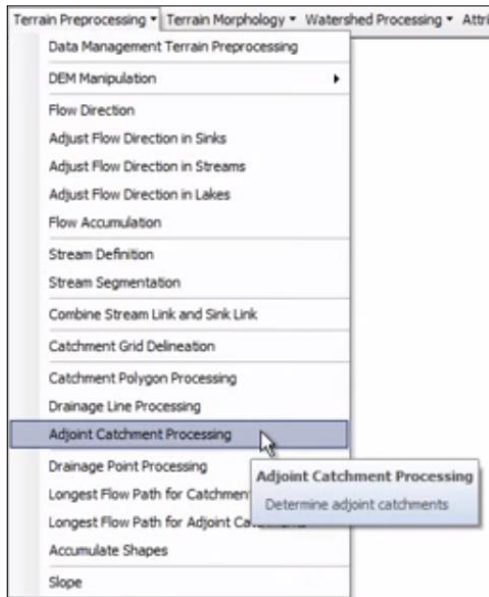 Terrain Preprocessing Terrain Morphology Watershed Processing
Data Management Terrain Preprocessing
DEM Manipulation
Flow Direction
Adjust Flow Direction in Sinks
Adjust Flow Direction in Streams
Adjust Flow Direction in Lakes
Flow Accumulation
Stream Definition
Stream Segmentation
Combine Stream Link and Sink Link
Catchment Grid Delineation
Catchment Polygon Processing
Drainage Line Processing
Adjoint Catchment Processing
Drainage Point Processing
Adjoint Catchment Processing
Determine adjoint catchments
Longest Flow Path for
Longest Flow Path for Adjoint
Accumulate Shapes
Slope